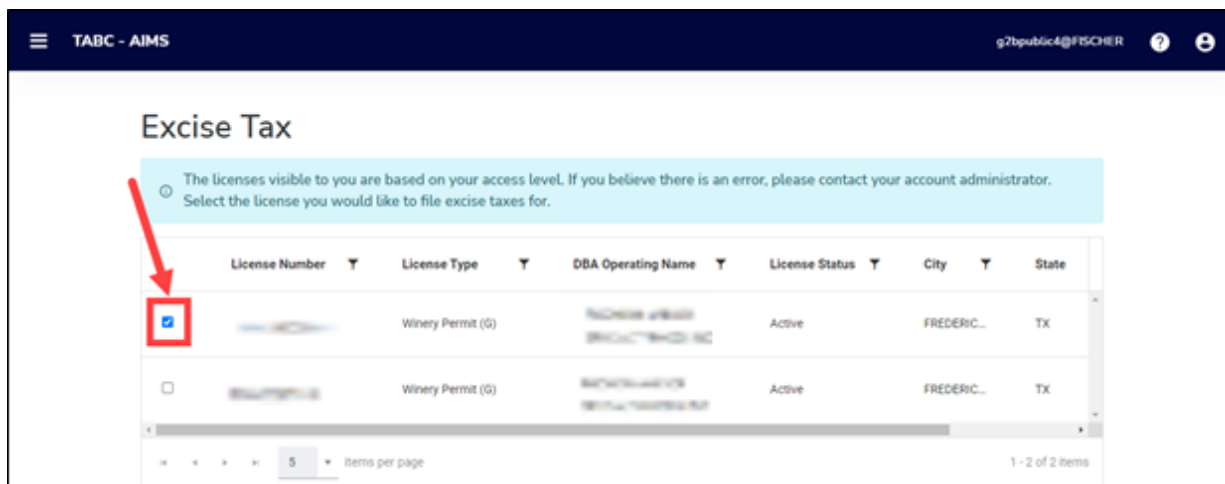 TABC - AIMS g2bpublic4@FISCHER ?
Excise Tax
The licenses visible to you are based on your access level. If you believe there is an error, please contact your account administrator.
Select the license you would like to file excise taxes for.
License Number License Type DBA Operating Name License Status City State
Winery Permit (G) Active FREDERIC... TX
Winery Permit (G) Active FREDERIC... TX
5 items per page 1 - 2 of 2 items